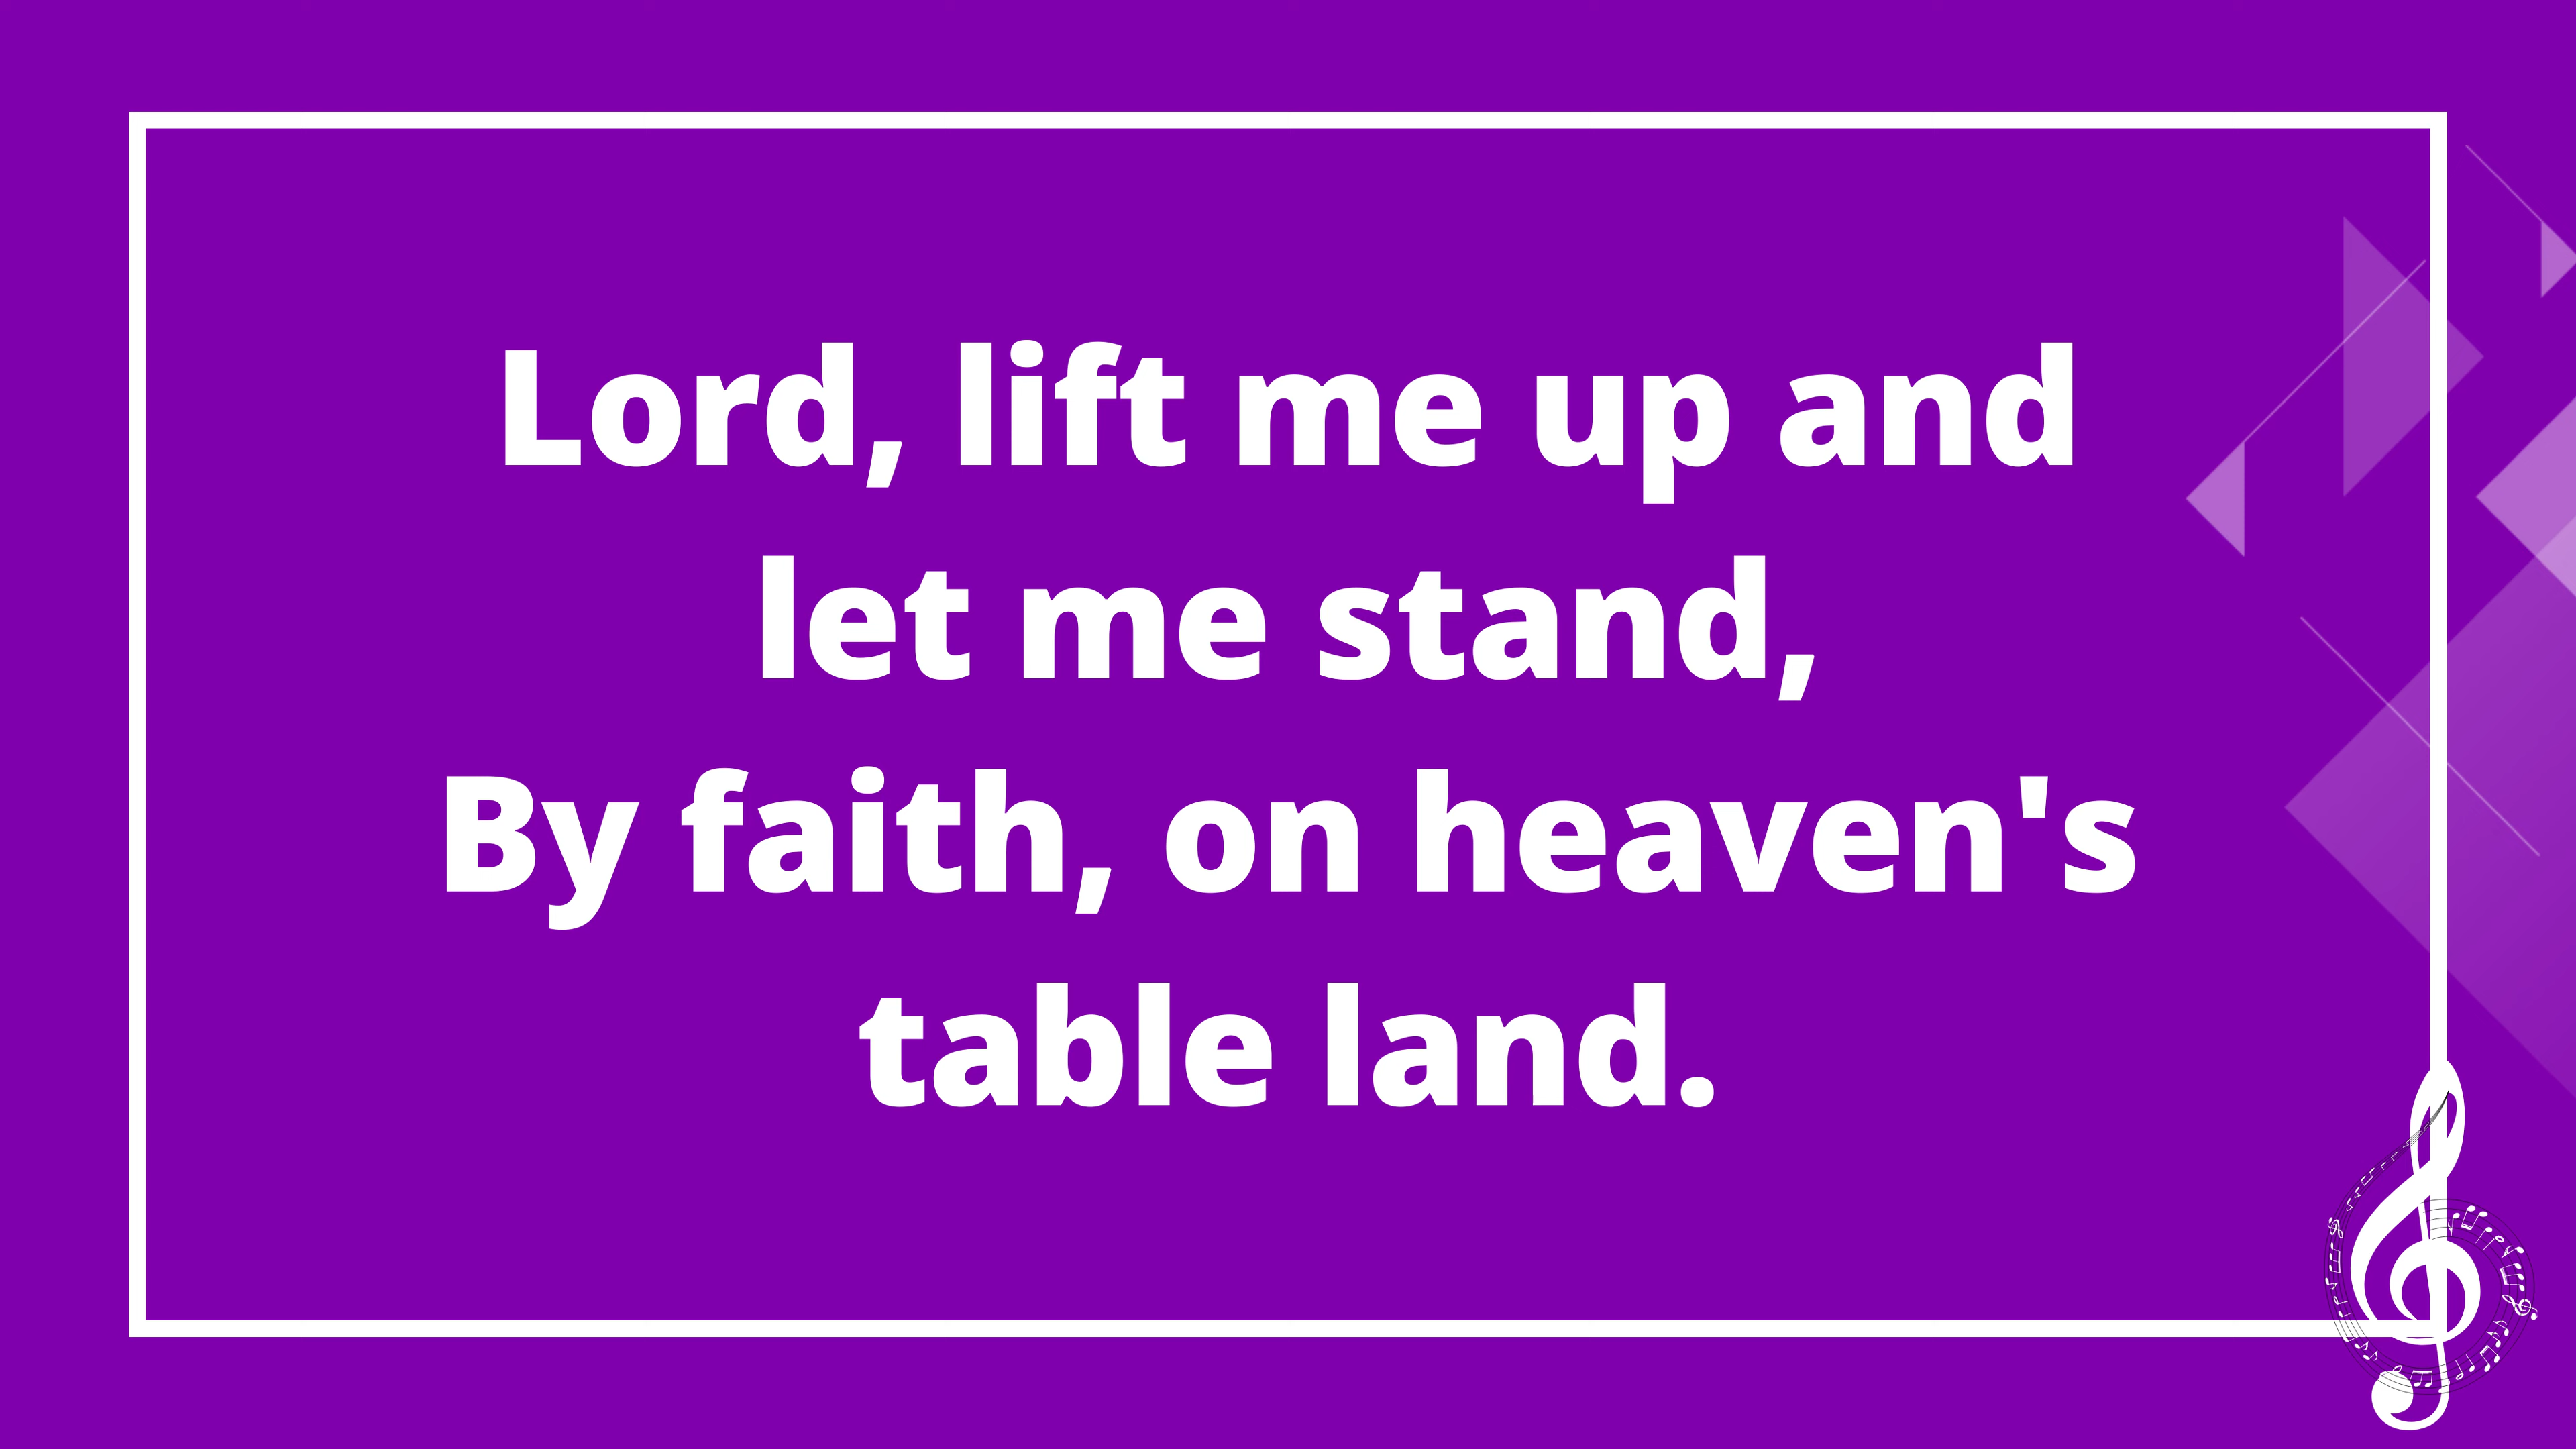 Lord, lift me up and
let me stand,
By faith, on heaven's
table land.